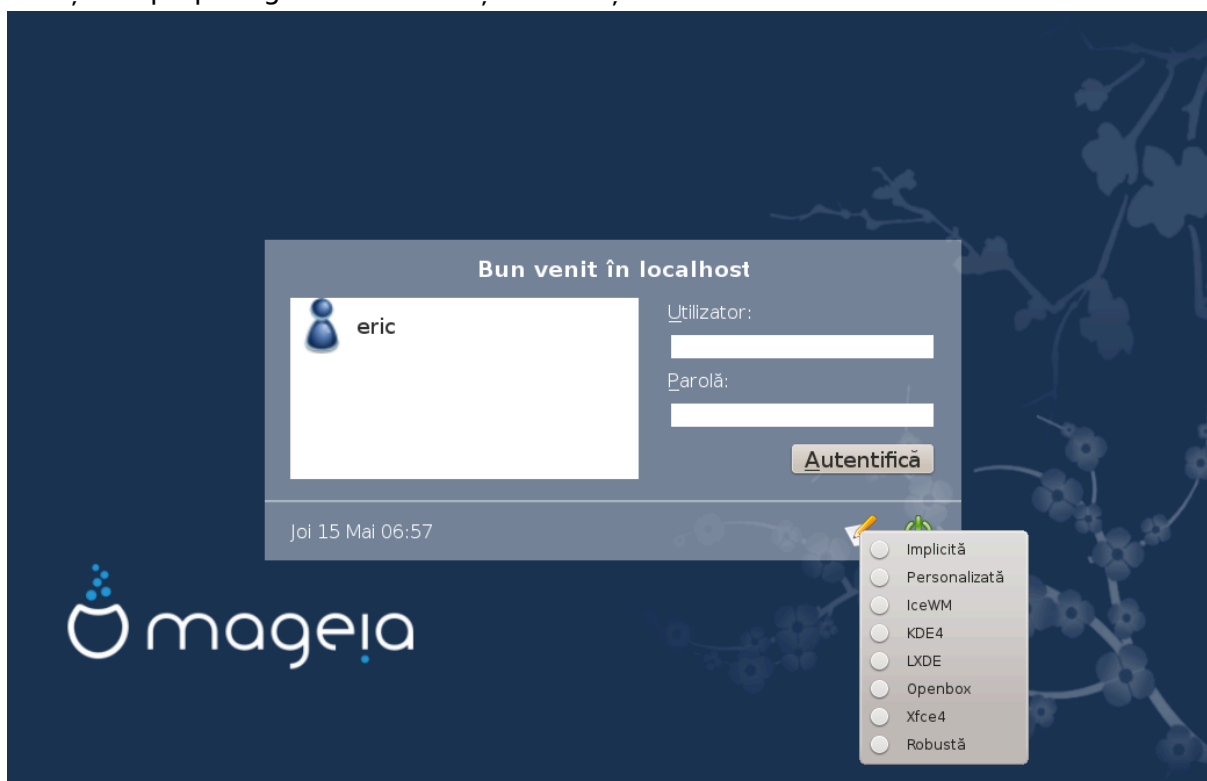 Bun venit în localhost
eric
Utilizator:
Parolă:
Autentifică
Joi 15 Mai 06:57
Implicită
Personalizată
IceWM
KDE4
LXDE
Openbox
Xfce4
Robustă
mageia